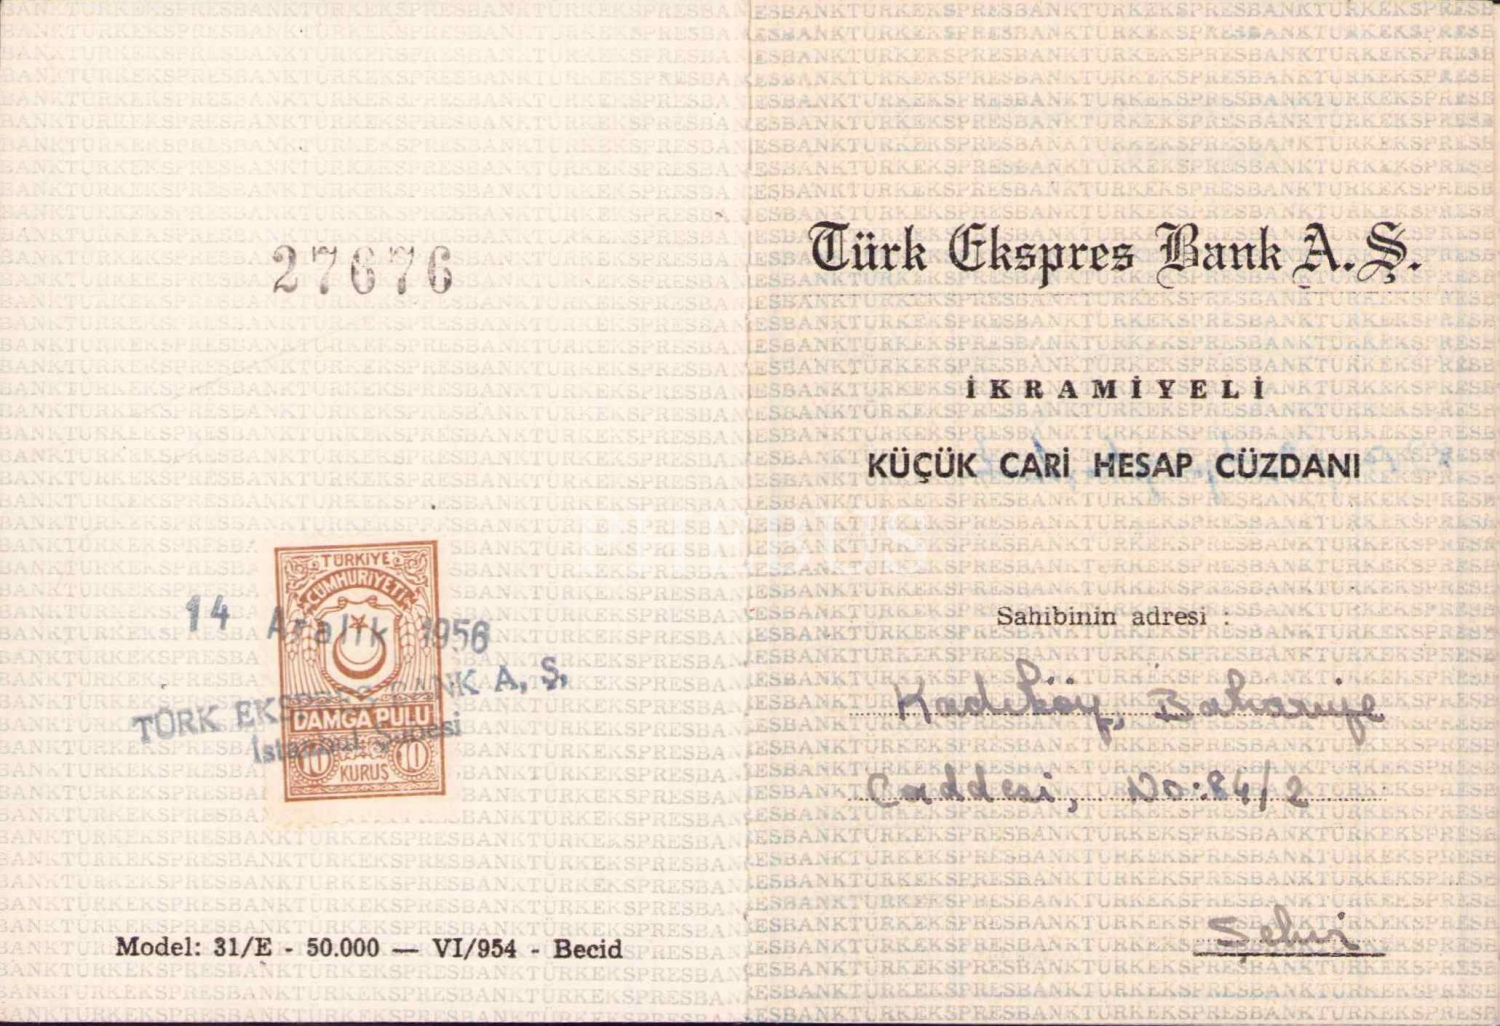 27676
TÜRKİYE
CUMHURİYETİ
14 Aralık 1956
TÜRK EKSPRES BANK A. Ş.
İstanbul Şubesi
DAMGA PULU
10 KURUŞ 10
Model: 31/E - 50.000 — VI/954 - Becid
Türk Ekspres Bank A.Ş.
İKRAMİYELİ
KÜÇÜK CARİ HESAP CÜZDANI
Sahibinin adresi :
Kadıköy, Bahariye
Caddesi, No: 84/2
Şehir